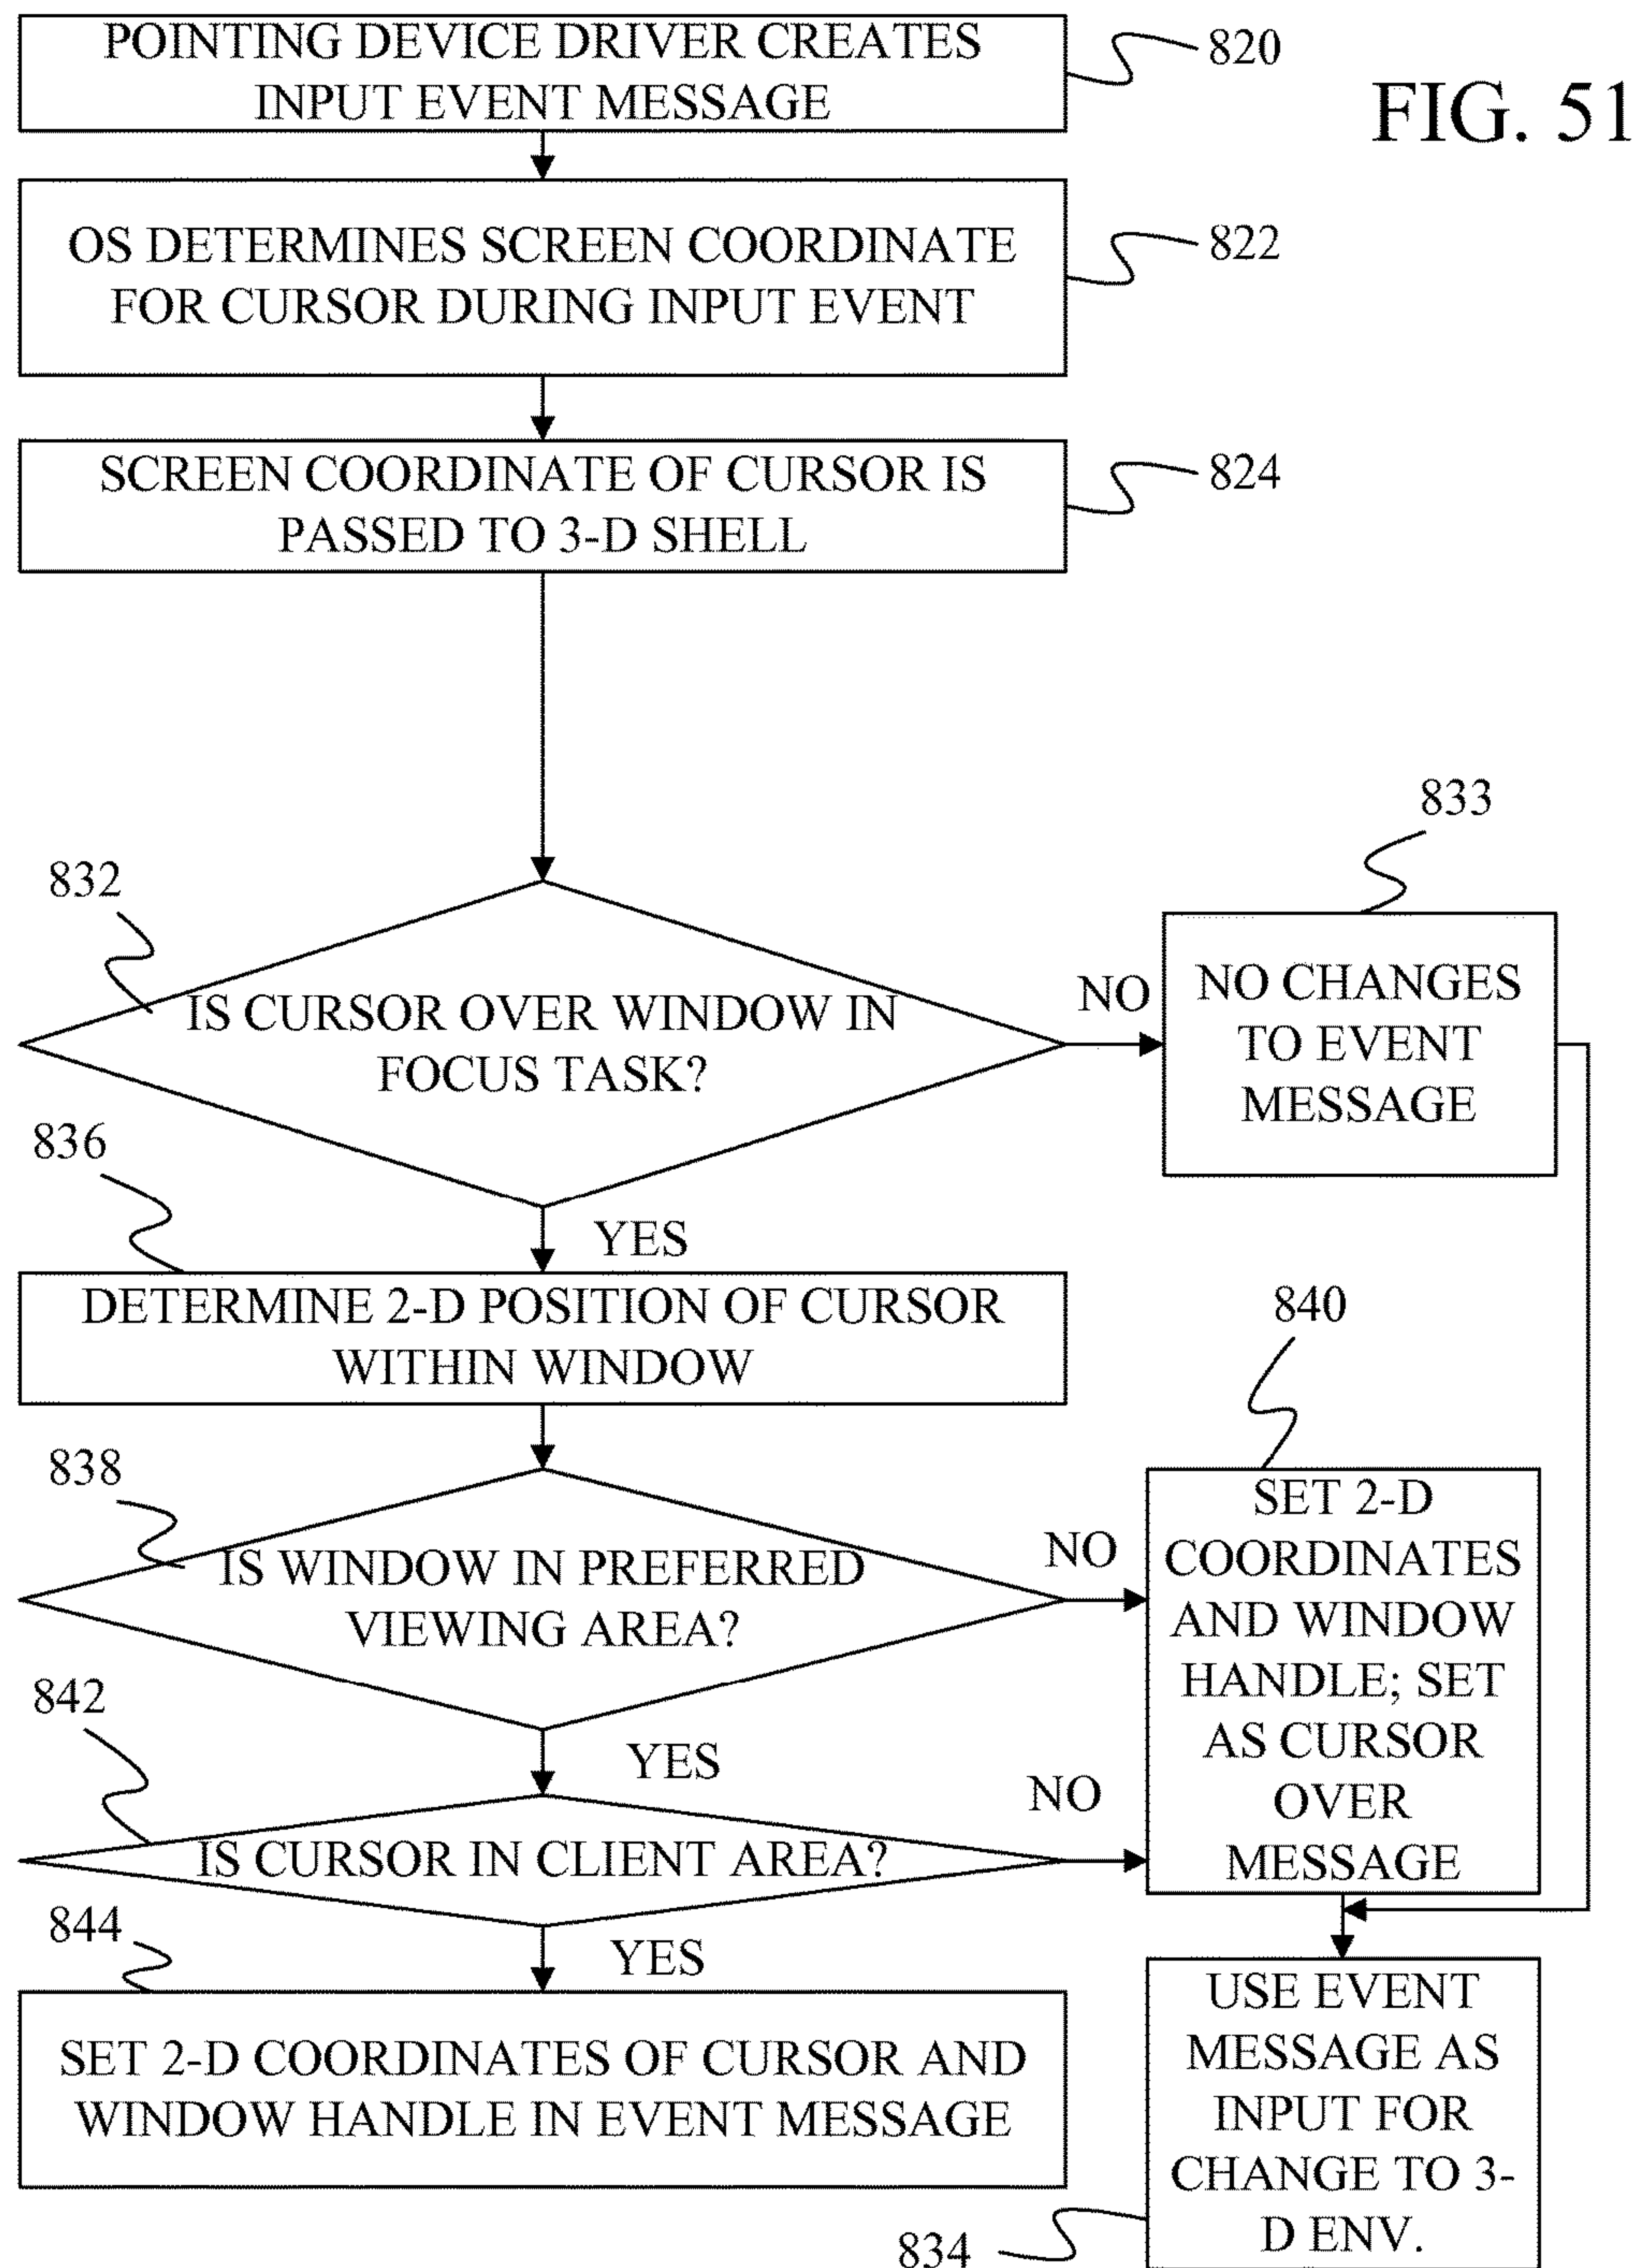 POINTING DEVICE DRIVER CREATES
INPUT EVENT MESSAGE
820
FIG. 51
OS DETERMINES SCREEN COORDINATE
FOR CURSOR DURING INPUT EVENT
822
SCREEN COORDINATE OF CURSOR IS
PASSED TO 3-D SHELL
824
832
IS CURSOR OVER WINDOW IN
FOCUS TASK?
NO
833
NO CHANGES
TO EVENT
MESSAGE
YES
836
DETERMINE 2-D POSITION OF CURSOR
WITHIN WINDOW
838
IS WINDOW IN PREFERRED
VIEWING AREA?
NO
840
SET 2-D
COORDINATES
AND WINDOW
HANDLE; SET
AS CURSOR
OVER
MESSAGE
YES
842
IS CURSOR IN CLIENT AREA?
NO
YES
844
SET 2-D COORDINATES OF CURSOR AND
WINDOW HANDLE IN EVENT MESSAGE
USE EVENT
MESSAGE AS
INPUT FOR
CHANGE TO 3-
D ENV.
834